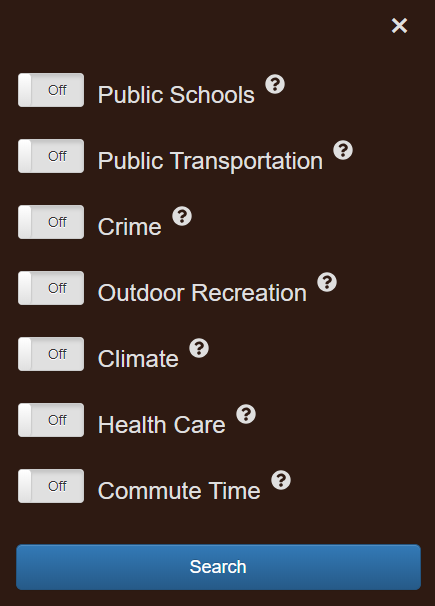 ×
Off Public Schools ?
Off Public Transportation ?
Off Crime ?
Off Outdoor Recreation ?
Off Climate ?
Off Health Care ?
Off Commute Time ?
Search